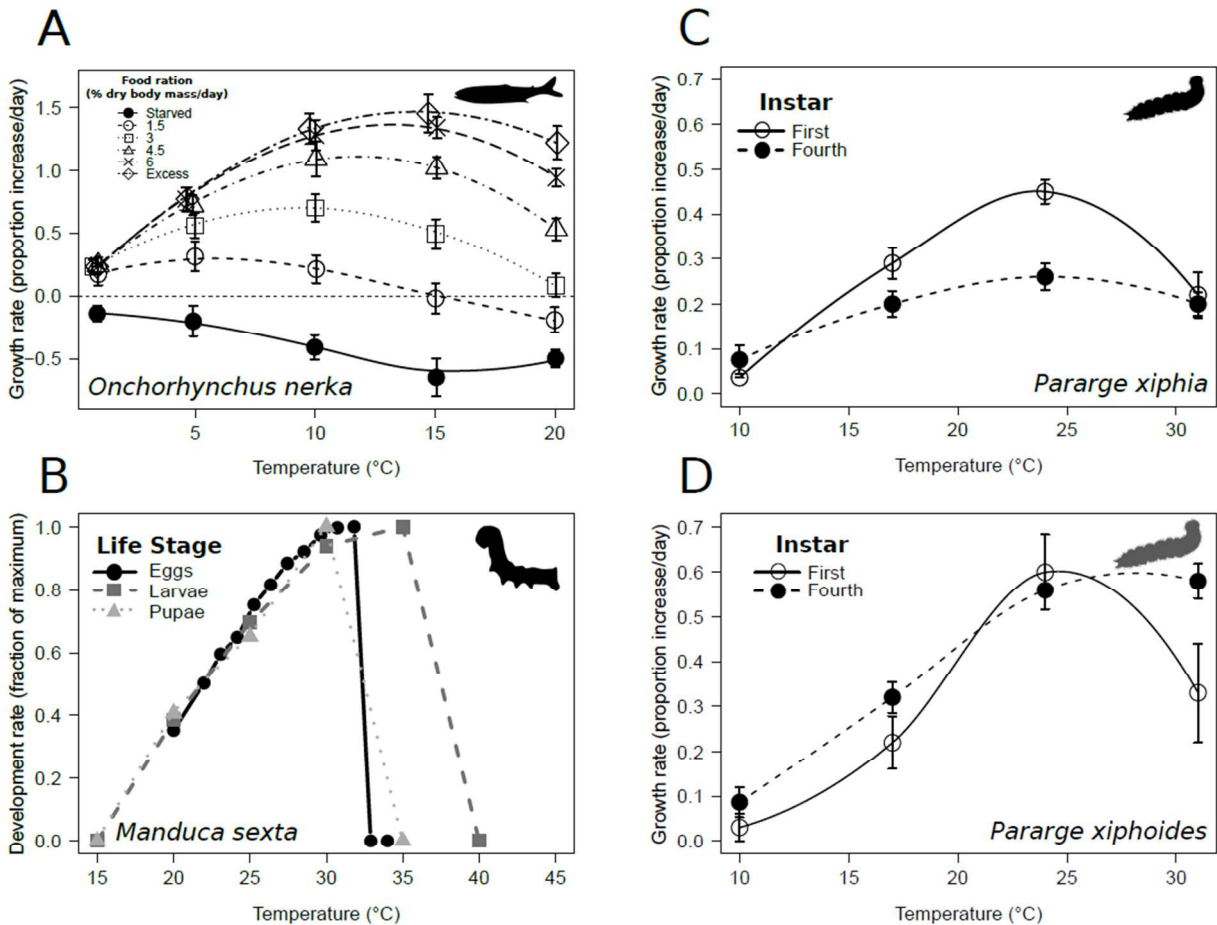 A
Food ration
(% dry body mass/day)
Starved
1.5
3
4.5
6
Excess
Growth rate (proportion increase/day)
1.5
1.0
0.5
0.0
−0.5
Onchorhynchus nerka
5 10 15 20
Temperature (°C)
B
Life Stage
Eggs
Larvae
Pupae
Development rate (fraction of maximum)
1.0
0.8
0.6
0.4
0.2
0.0
Manduca sexta
15 20 25 30 35 40 45
Temperature (°C)
C
Instar
First
Fourth
Growth rate (proportion increase/day)
0.7
0.6
0.5
0.4
0.3
0.2
0.1
0.0
Pararge xiphia
10 15 20 25 30
Temperature (°C)
D
Instar
First
Fourth
Growth rate (proportion increase/day)
0.7
0.6
0.5
0.4
0.3
0.2
0.1
0.0
Pararge xiphoides
10 15 20 25 30
Temperature (°C)